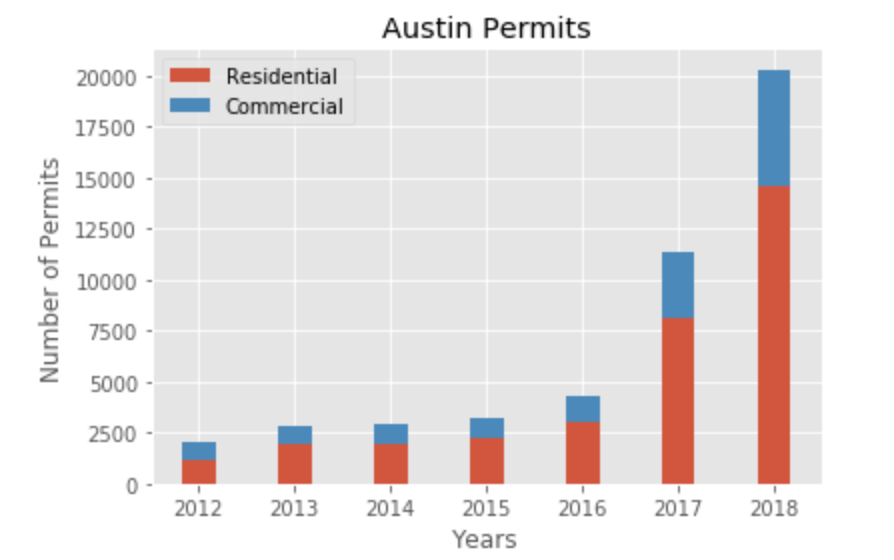 Austin Permits
Residential
Commercial
20000
17500
15000
12500
10000
7500
5000
2500
0
Number of Permits
2012 2013 2014 2015 2016 2017 2018
Years